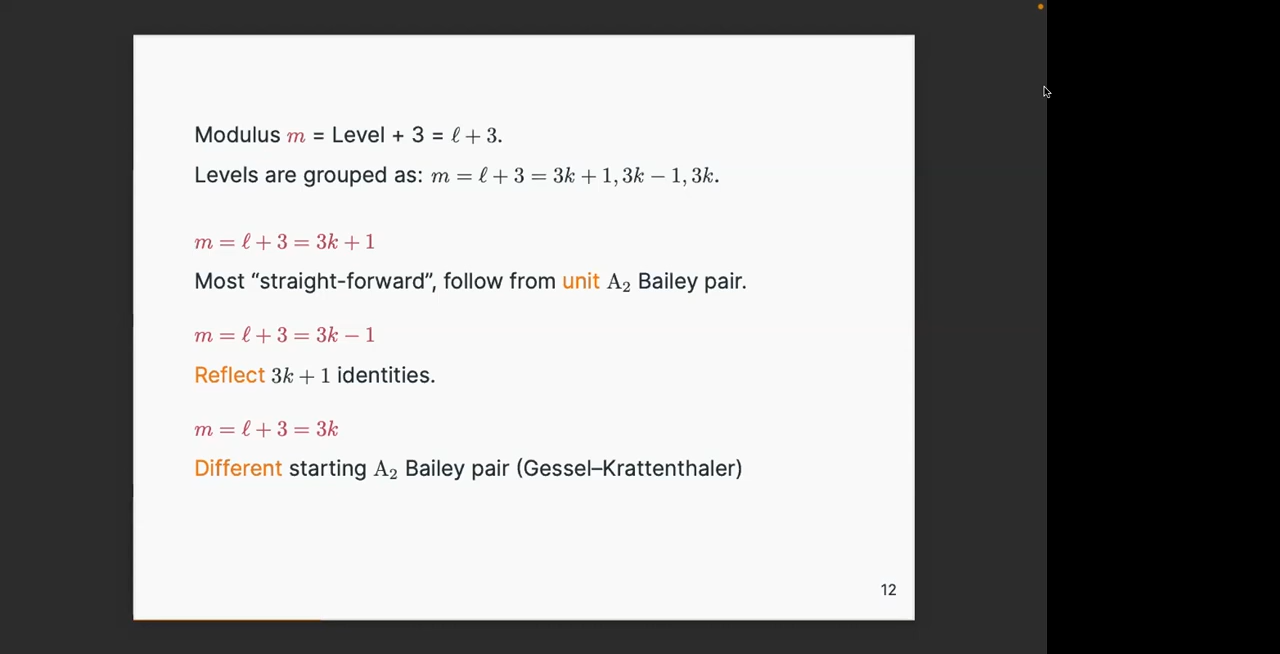 Modulus m = Level + 3 = ℓ + 3.
Levels are grouped as: m = ℓ + 3 = 3k + 1, 3k − 1, 3k.
m = ℓ + 3 = 3k + 1
Most “straight-forward”, follow from unit A₂ Bailey pair.
m = ℓ + 3 = 3k − 1
Reflect 3k + 1 identities.
m = ℓ + 3 = 3k
Different starting A₂ Bailey pair (Gessel–Krattenthaler)
12